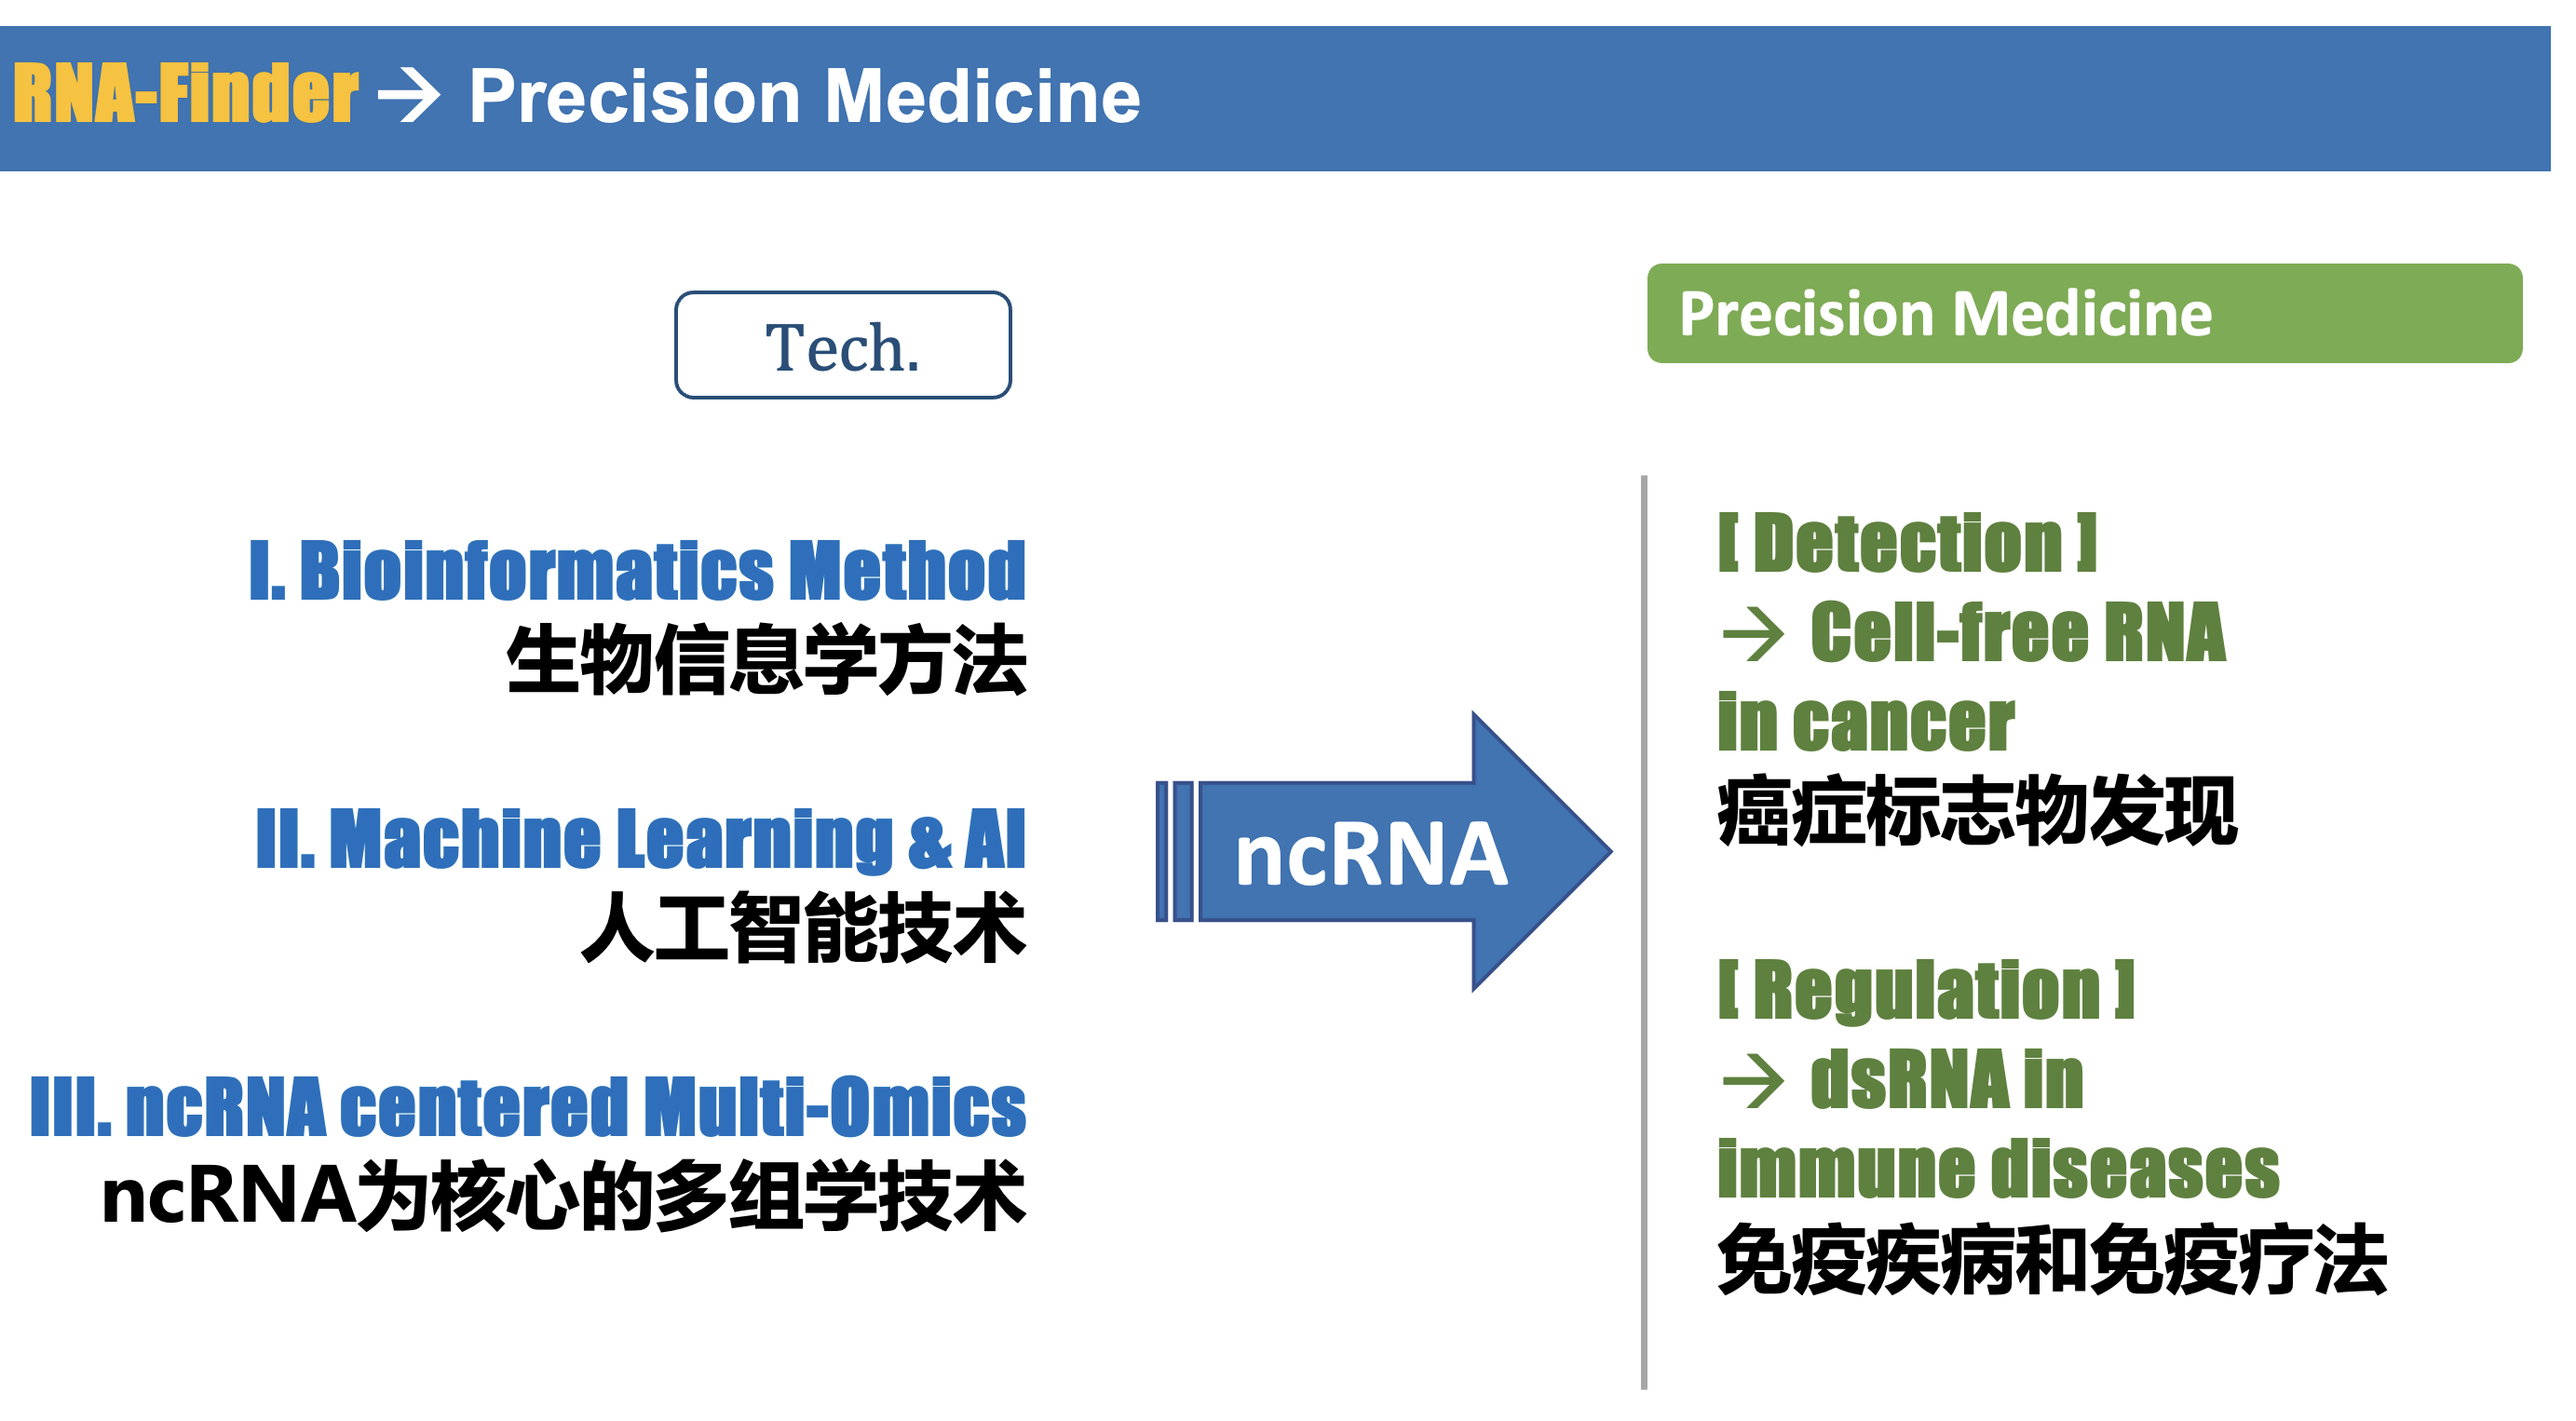 RNA-Finder → Precision Medicine
Tech.
I. Bioinformatics Method
生物信息学方法
II. Machine Learning & AI
人工智能技术
III. ncRNA centered Multi-Omics
ncRNA为核心的多组学技术
ncRNA
Precision Medicine
[ Detection ]
→ Cell-free RNA
in cancer
癌症标志物发现
[ Regulation ]
→ dsRNA in
immune diseases
免疫疾病和免疫疗法